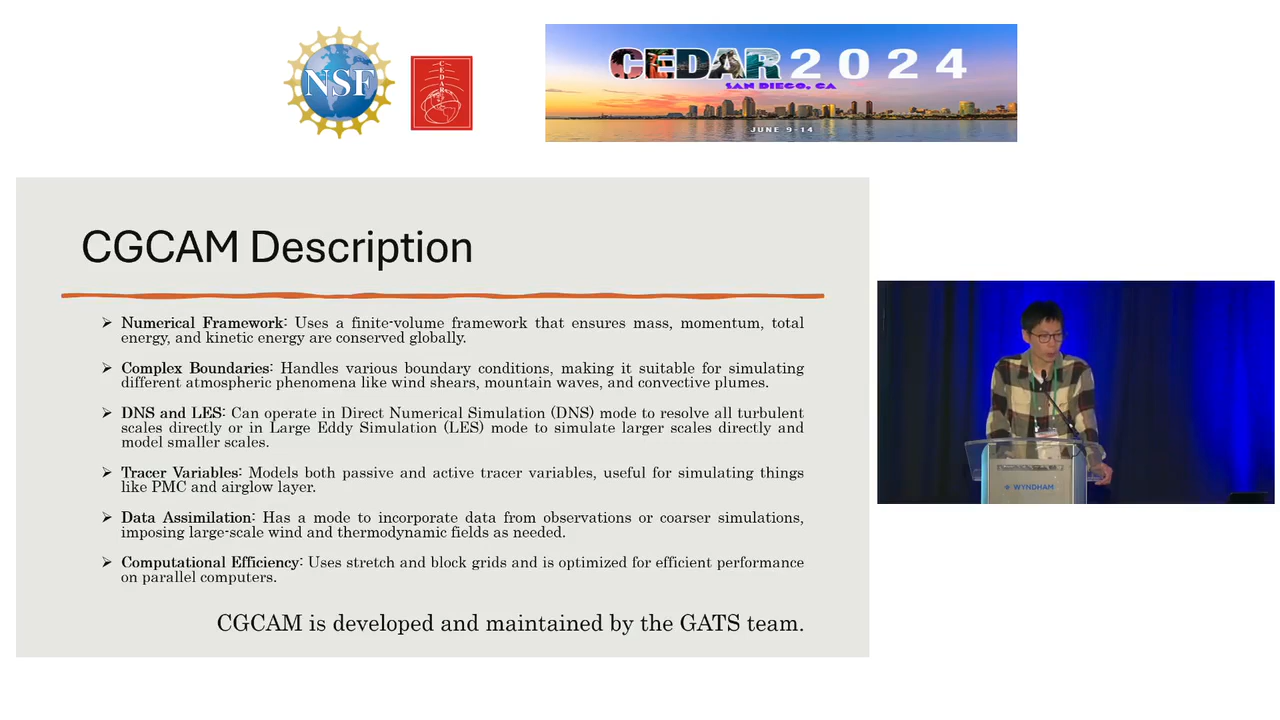 NSF
CEDAR
CEDAR 2024
SAN DIEGO, CA
JUNE 9-14
CGCAM Description
➢ Numerical Framework: Uses a finite-volume framework that ensures mass, momentum, total
energy, and kinetic energy are conserved globally.
➢ Complex Boundaries: Handles various boundary conditions, making it suitable for simulating
different atmospheric phenomena like wind shears, mountain waves, and convective plumes.
➢ DNS and LES: Can operate in Direct Numerical Simulation (DNS) mode to resolve all turbulent
scales directly or in Large Eddy Simulation (LES) mode to simulate larger scales directly and
model smaller scales.
➢ Tracer Variables: Models both passive and active tracer variables, useful for simulating things
like PMC and airglow layer.
➢ Data Assimilation: Has a mode to incorporate data from observations or coarser simulations,
imposing large-scale wind and thermodynamic fields as needed.
➢ Computational Efficiency: Uses stretch and block grids and is optimized for efficient performance
on parallel computers.
CGCAM is developed and maintained by the GATS team.
WYNDHAM